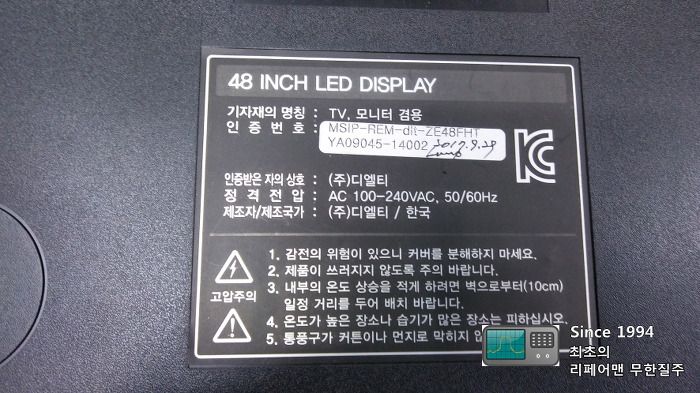 48 INCH LED DISPLAY
기자재의 명칭 : TV, 모니터 겸용
인 증 번 호 : MSIP-REM-dlt-ZE48FHT
YA09045-14002 2017.9.29
인증받은 자의 상호 : (주)디엘티
정 격 전 압 : AC 100-240VAC, 50/60Hz
제조자/제조국가 : (주)디엘티 / 한국
고압주의
1. 감전의 위험이 있으니 커버를 분해하지 마세요.
2. 제품이 쓰러지지 않도록 주의 바랍니다.
3. 내부의 온도 상승을 적게 하려면 벽으로부터(10cm)
일정 거리를 두어 배치 바랍니다.
4. 온도가 높은 장소나 습기가 많은 장소는 피하십시오.
5. 통풍구가 커튼이나 먼지로 막히지 않
Since 1994
최초의
리페어맨 무한질주